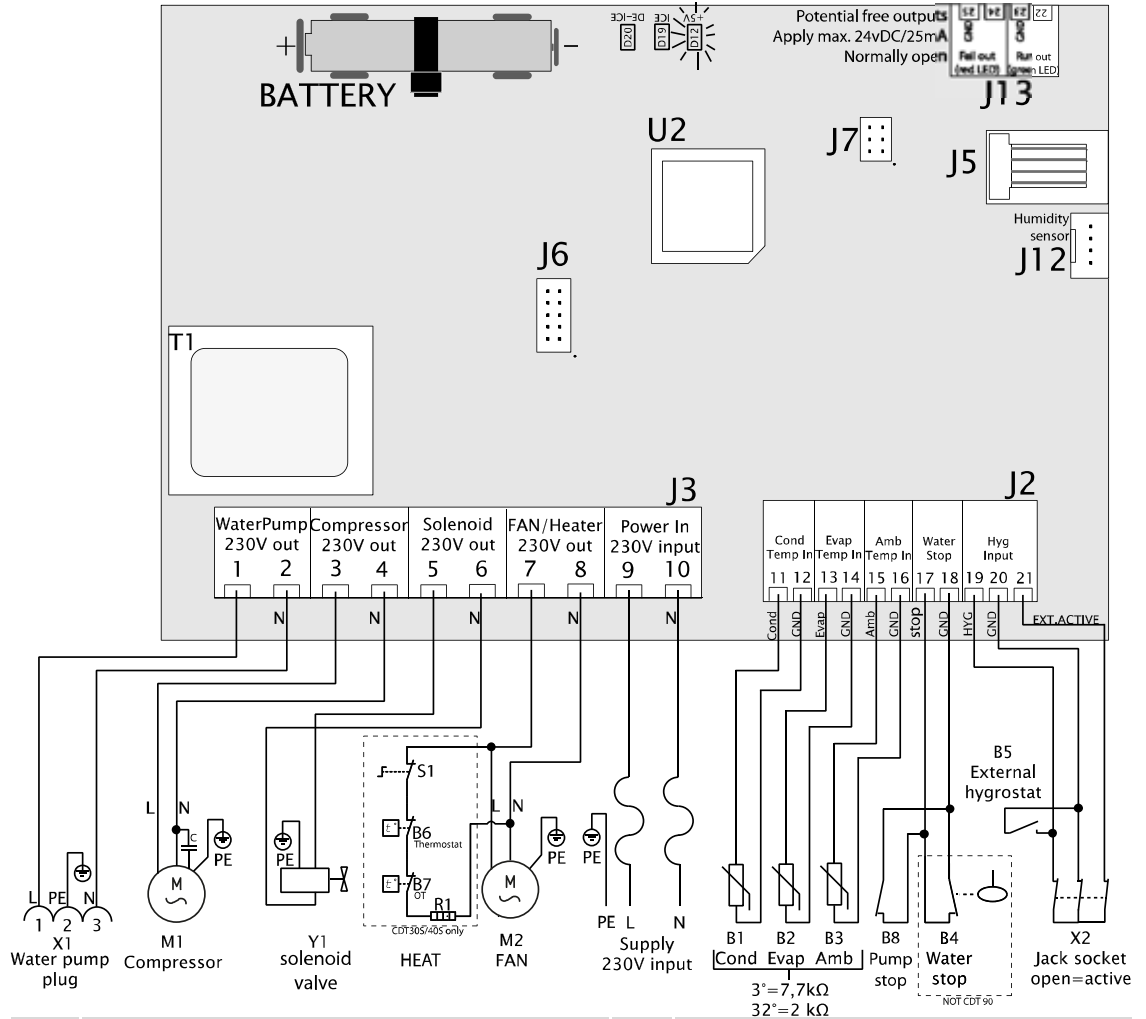 DE-ICE
ICE
+5V
D20
D19
D12
Potential free outputs
Apply max. 24vDC/25mA
Normally open
25
24
23
22
GND
GND
Fail out
(red LED)
Run out
(green LED)
J13
+
-
BATTERY
U2
J7
J5
Humidity
sensor
J12
J6
T1
J3
WaterPump
230V out
Compressor
230V out
Solenoid
230V out
FAN/Heater
230V out
Power In
230V input
1 2 3 4 5 6 7 8 9 10
N N N N N
J2
Cond
Temp In
Evap
Temp In
Amb
Temp In
Water
Stop
Hyg
Input
11 12 13 14 15 16 17 18 19 20 21
Cond GND Evap GND Amb GND stop GND HYG GND EXT.ACTIVE
B5
External
hygrostat
S1
t°
B6
Thermostat
t°
B7
OT
R1
CDT30S/40S only
HEAT
L PE N
1 2 3
X1
Water pump
plug
L N
C
PE
M
M1
Compressor
PE
Y1
solenoid
valve
L N
M
PE
M2
FAN
PE
PE L N
Supply
230V input
B1
Cond
B2
Evap
B3
Amb
3°=7,7kΩ
32°=2 kΩ
B8
Pump
stop
B4
Water
stop
NOT CDT 90
X2
Jack socket
open=active